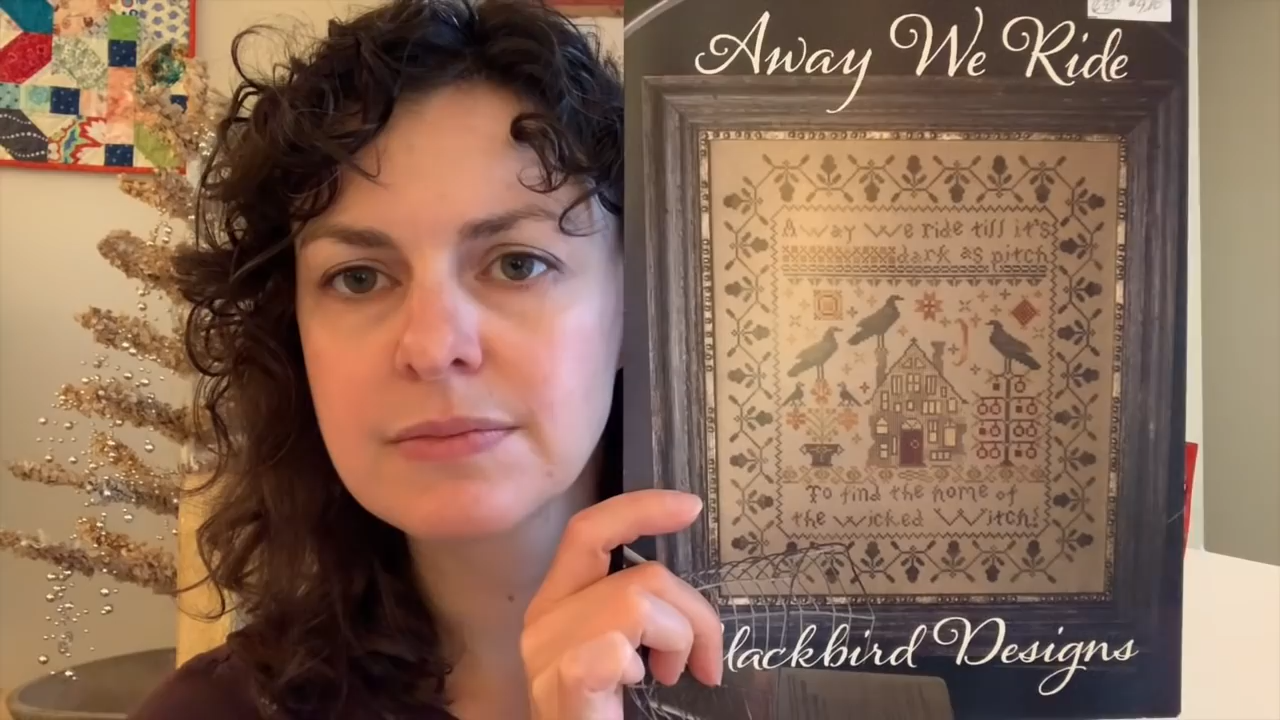 Away We Ride
Away we ride till it's
dark as pitch
To find the home of
the wicked Witch!
lackbird Designs